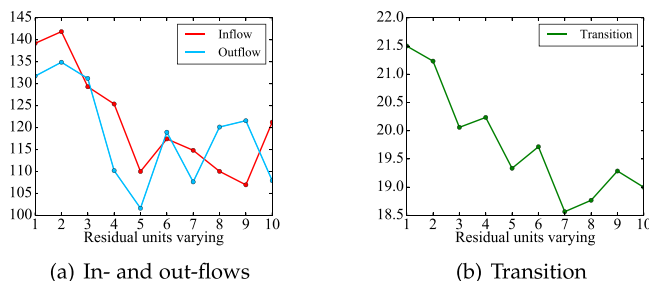 145
140
135
130
125
120
115
110
105
100
Inflow
Outflow
1 2 3 4 5 6 7 8 9 10
Residual units varying
(a) In- and out-flows
22.0
21.5
21.0
20.5
20.0
19.5
19.0
18.5
Transition
1 2 3 4 5 6 7 8 9 10
Residual units varying
(b) Transition